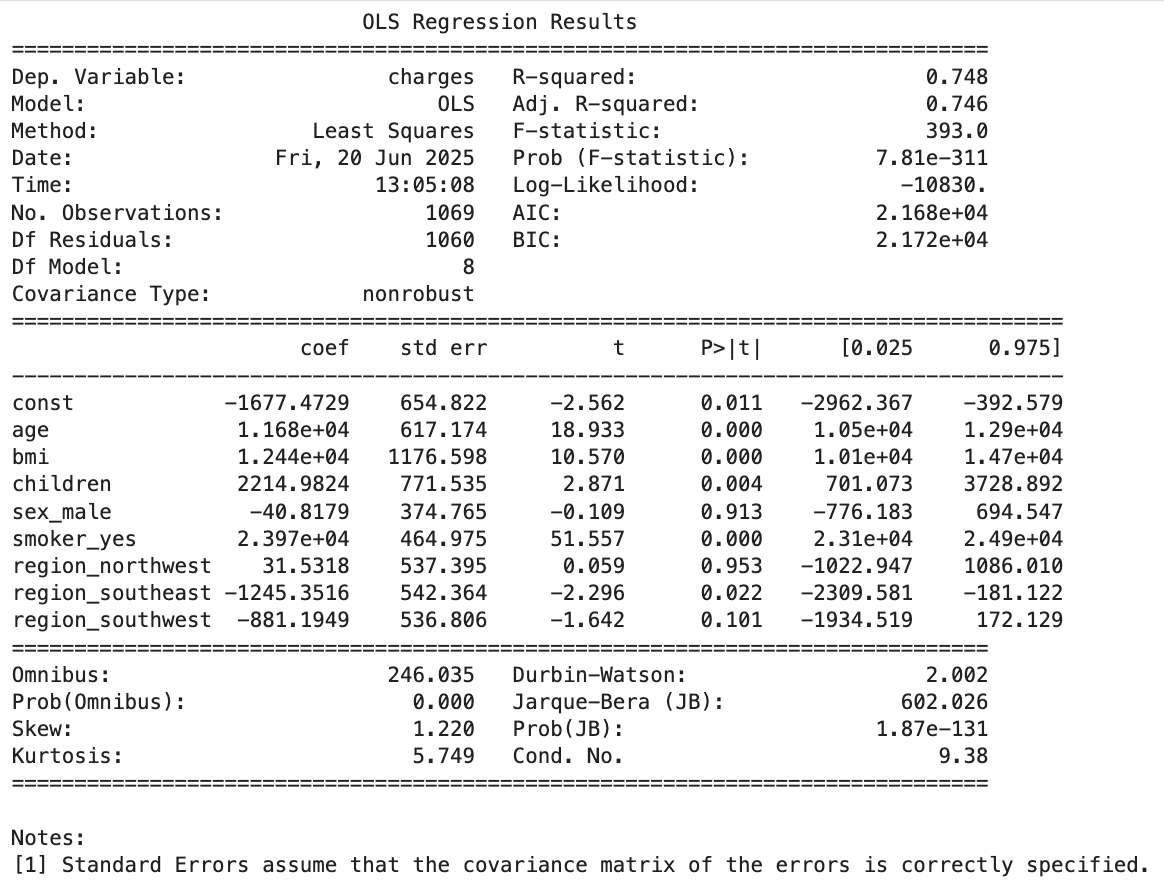 OLS Regression Results
==============================================================================
Dep. Variable:                charges   R-squared:                       0.748
Model:                            OLS   Adj. R-squared:                  0.746
Method:                 Least Squares   F-statistic:                     393.0
Date:                Fri, 20 Jun 2025   Prob (F-statistic):          7.81e-311
Time:                        13:05:08   Log-Likelihood:                -10830.
No. Observations:                1069   AIC:                         2.168e+04
Df Residuals:                    1060   BIC:                         2.172e+04
Df Model:                           8
Covariance Type:            nonrobust
====================================================================================
                       coef    std err          t      P>|t|      [0.025      0.975]
------------------------------------------------------------------------------------
const            -1677.4729    654.822     -2.562      0.011   -2962.367    -392.579
age               1.168e+04    617.174     18.933      0.000    1.05e+04    1.29e+04
bmi               1.244e+04   1176.598     10.570      0.000    1.01e+04    1.47e+04
children          2214.9824    771.535      2.871      0.004     701.073    3728.892
sex_male           -40.8179    374.765     -0.109      0.913    -776.183     694.547
smoker_yes        2.397e+04    464.975     51.557      0.000    2.31e+04    2.49e+04
region_northwest    31.5318    537.395      0.059      0.953   -1022.947    1086.010
region_southeast -1245.3516    542.364     -2.296      0.022   -2309.581    -181.122
region_southwest  -881.1949    536.806     -1.642      0.101   -1934.519     172.129
==============================================================================
Omnibus:                      246.035   Durbin-Watson:                   2.002
Prob(Omnibus):                  0.000   Jarque-Bera (JB):              602.026
Skew:                           1.220   Prob(JB):                    1.87e-131
Kurtosis:                       5.749   Cond. No.                         9.38
==============================================================================
Notes:
[1] Standard Errors assume that the covariance matrix of the errors is correctly specified.